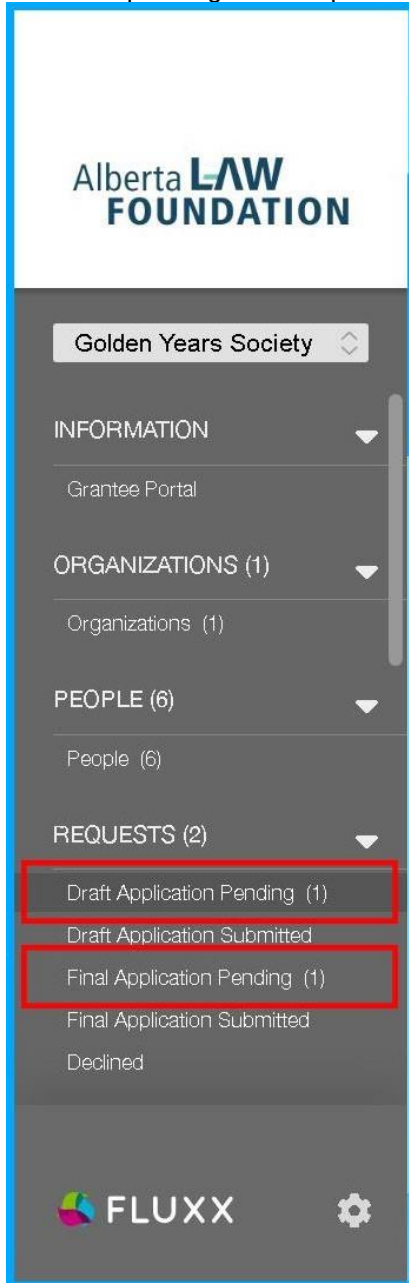 Alberta LAW
FOUNDATION
Golden Years Society
INFORMATION
Grantee Portal
ORGANIZATIONS (1)
Organizations (1)
PEOPLE (6)
People (6)
REQUESTS (2)
Draft Application Pending (1)
Draft Application Submitted
Final Application Pending (1)
Final Application Submitted
Declined
FLUXX